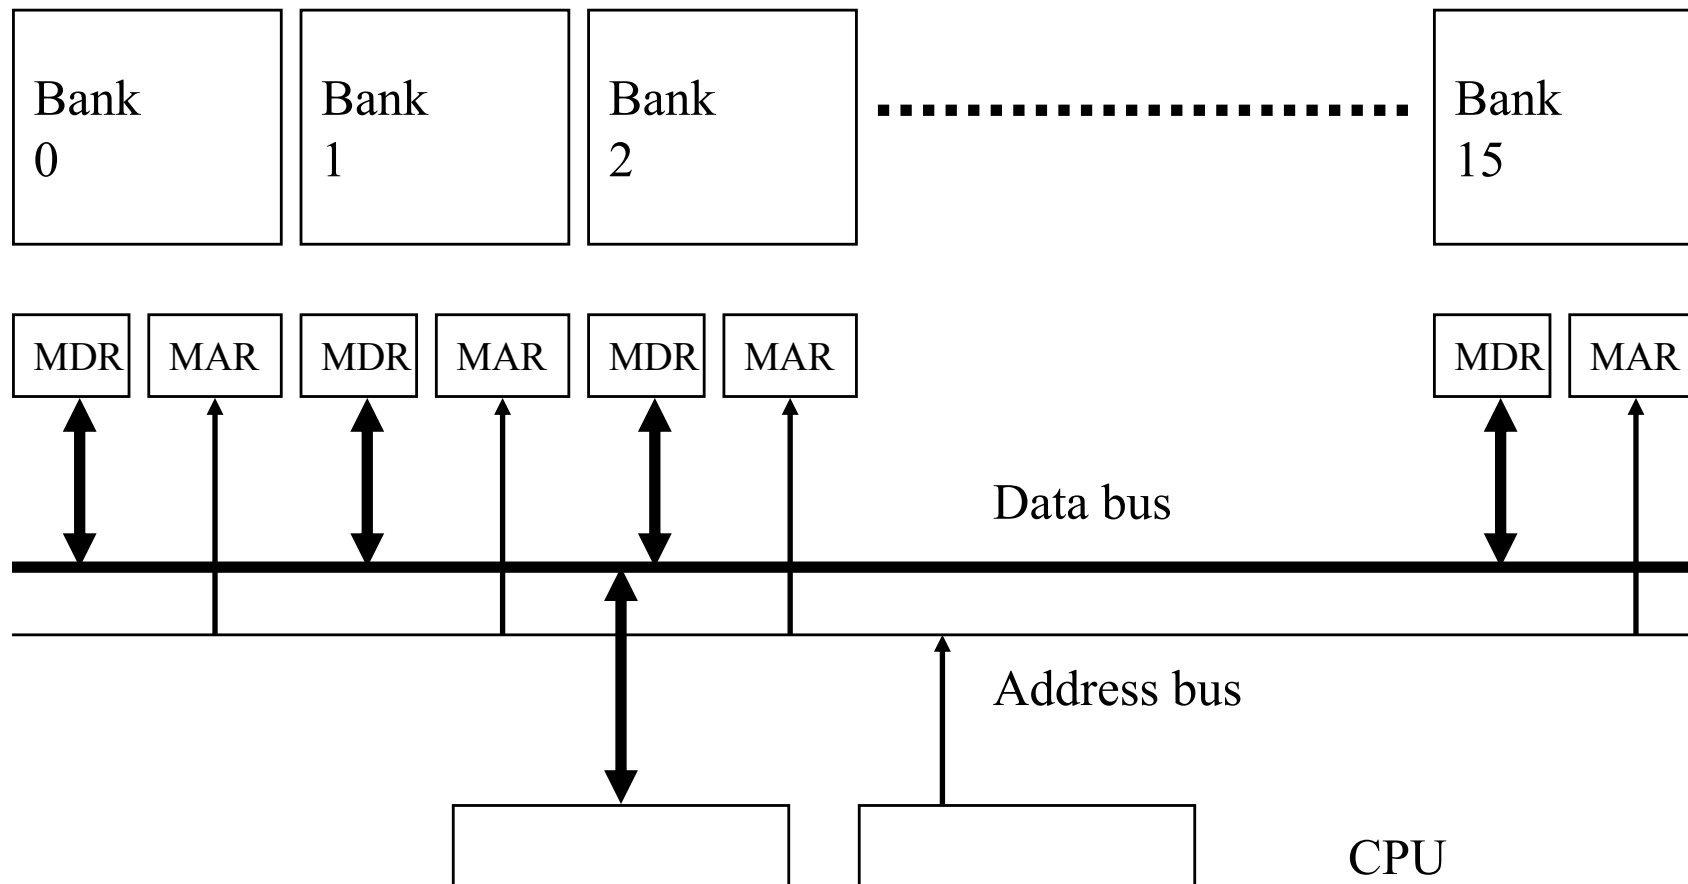 Bank
0
Bank
1
Bank
2
Bank
15
MDR
MAR
MDR
MAR
MDR
MAR
MDR
MAR
Data bus
Address bus
CPU